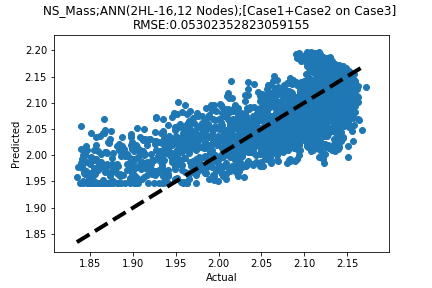 NS_Mass;ANN(2HL-16,12 Nodes);[Case1+Case2 on Case3]
RMSE:0.05302352823059155
2.20
2.15
2.10
2.05
2.00
1.95
1.90
1.85
Predicted
1.85 1.90 1.95 2.00 2.05 2.10 2.15
Actual